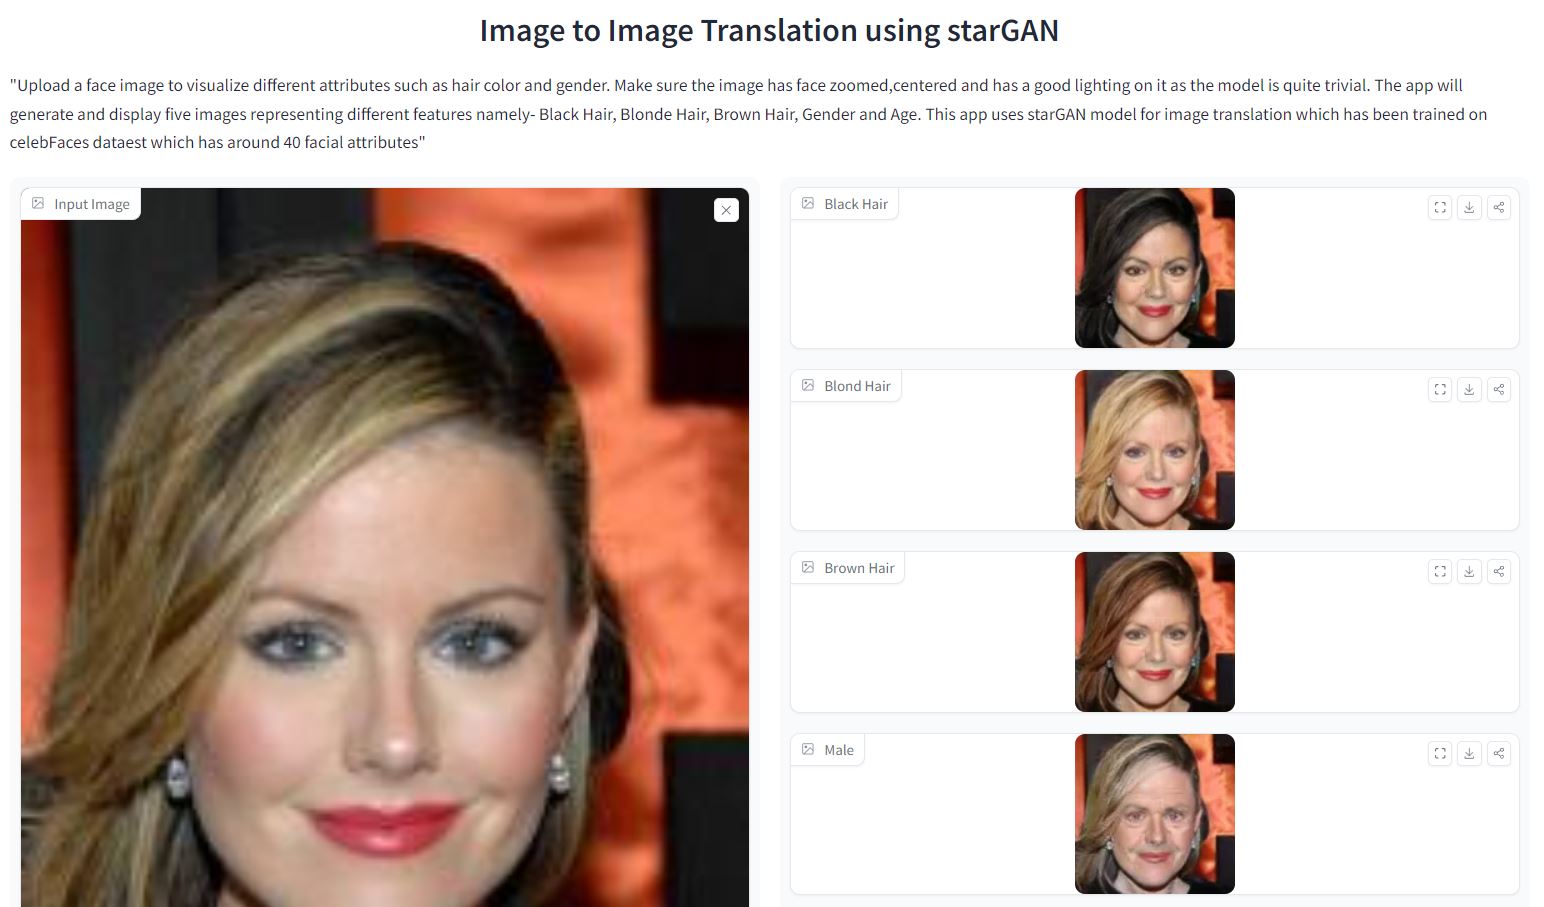 Image to Image Translation using starGAN
"Upload a face image to visualize different attributes such as hair color and gender. Make sure the image has face zoomed,centered and has a good lighting on it as the model is quite trivial. The app will
generate and display five images representing different features namely- Black Hair, Blonde Hair, Brown Hair, Gender and Age. This app uses starGAN model for image translation which has been trained on
celebFaces dataest which has around 40 facial attributes"
Input Image
Black Hair
Blond Hair
Brown Hair
Male